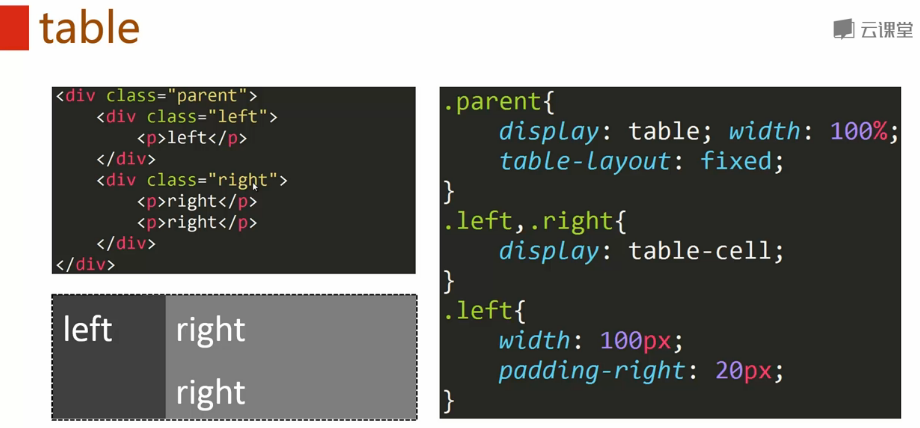 table
云课堂
<div class="parent">
    <div class="left">
        <p>left</p>
    </div>
    <div class="right">
        <p>right</p>
        <p>right</p>
    </div>
</div>
left
right
right
.parent{
    display: table; width: 100%;
    table-layout: fixed;
}
.left,.right{
    display: table-cell;
}
.left{
    width: 100px;
    padding-right: 20px;
}